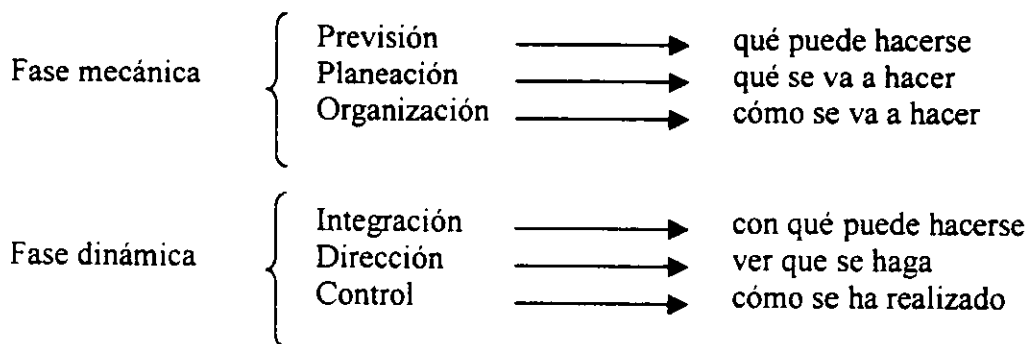 Previsión qué puede hacerse
Fase mecánica Planeación qué se va a hacer
Organización cómo se va a hacer
Integración con qué puede hacerse
Fase dinámica Dirección ver que se haga
Control cómo se ha realizado